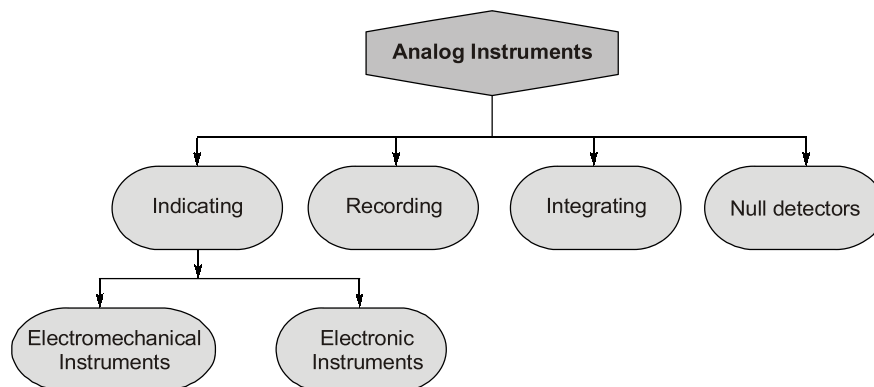 Analog Instruments
Indicating
Recording
Integrating
Null detectors
Electromechanical
Instruments
Electronic
Instruments